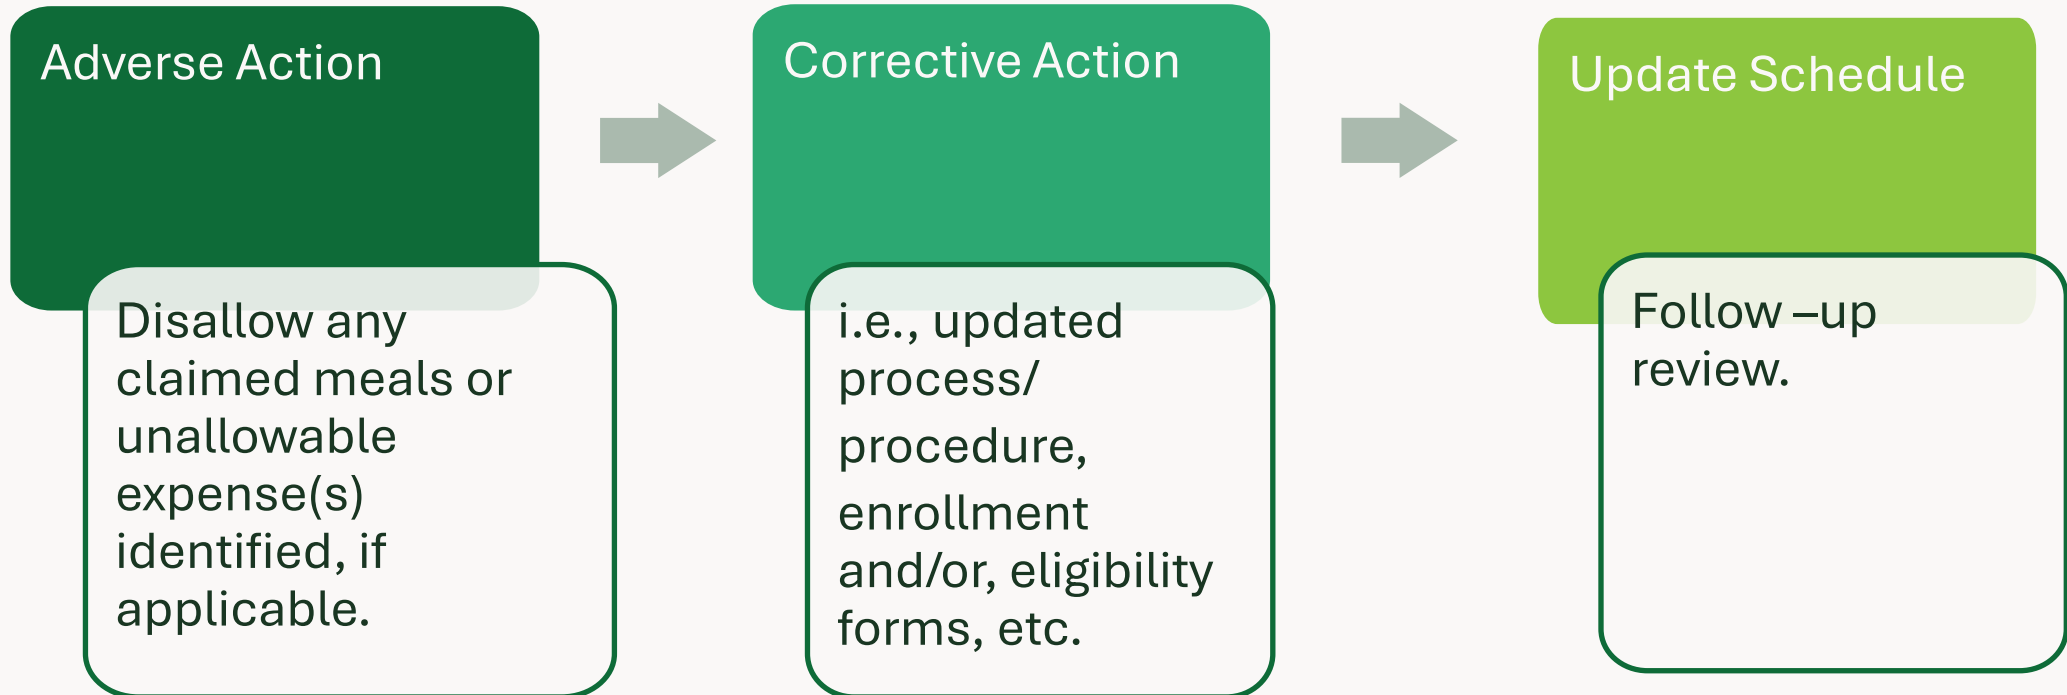 Adverse Action
Disallow any
claimed meals or
unallowable
expense(s)
identified, if
applicable.
Corrective Action
i.e., updated
process/
procedure,
enrollment
and/or, eligibility
forms, etc.
Update Schedule
Follow –up
review.